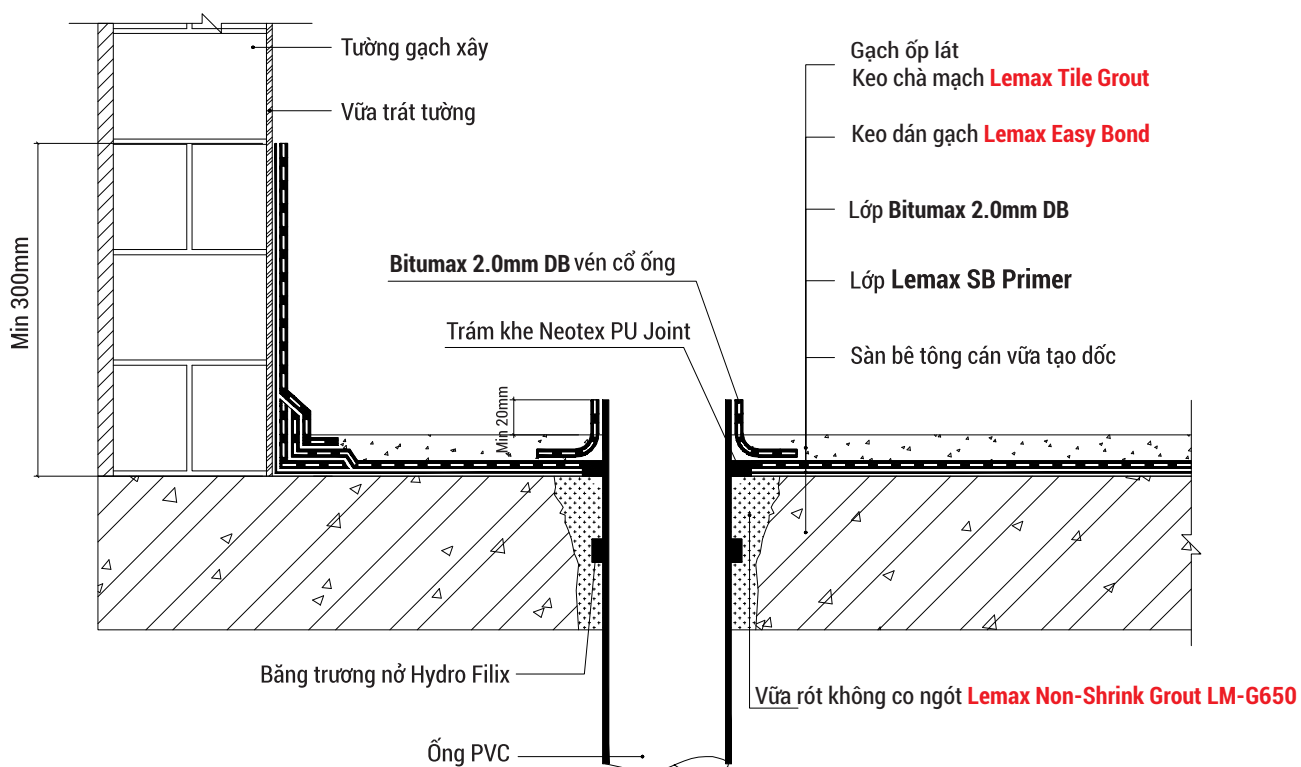 Tường gạch xây
Vữa trát tường
Min 300mm
Bitumax 2.0mm DB vén cổ ống
Trám khe Neotex PU Joint
Min 20mm
Băng trương nở Hydro Filix
Ống PVC
Gạch ốp lát
Keo chà mạch Lemax Tile Grout
Keo dán gạch Lemax Easy Bond
Lớp Bitumax 2.0mm DB
Lớp Lemax SB Primer
Sàn bê tông cán vữa tạo dốc
Vữa rót không co ngót Lemax Non-Shrink Grout LM-G650